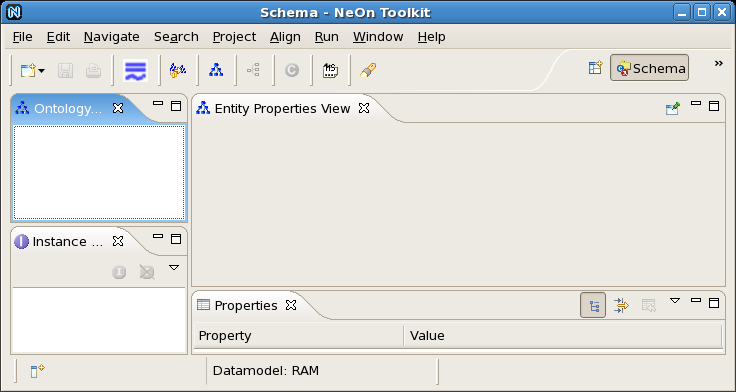 Schema - NeOn Toolkit
File Edit Navigate Search Project Align Run Window Help
Schema
Ontology...
Entity Properties View
Instance ...
Properties
Property Value
Datamodel: RAM